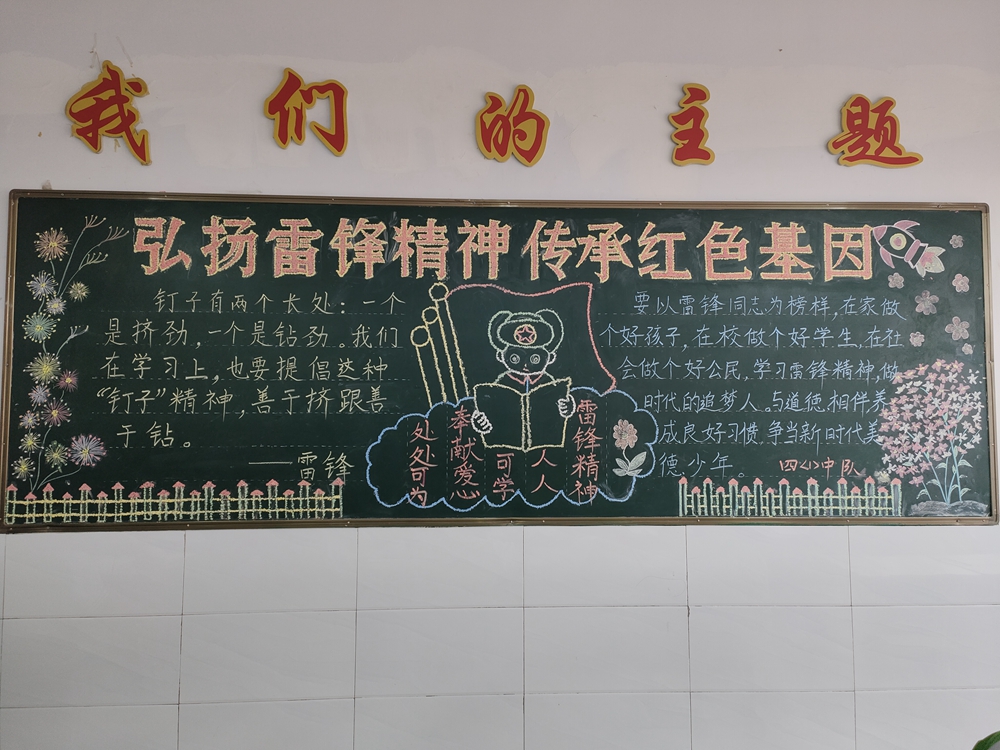 我们的主题
弘扬雷锋精神 传承红色基因
钉子有两个长处：一个
是挤劲，一个是钻劲。我们
在学习上，也要提倡这种
“钉子”精神，善于挤跟善
于钻。
——雷锋
雷锋精神
人人
可学
奉献爱心
处处可为
要以雷锋同志为榜样，在家做
个好孩子，在校做个好学生，在社
会做个好公民，学习雷锋精神，做
时代的追梦人。与道德相伴养
成良好习惯，争当新时代美
德少年。 四（4）中队